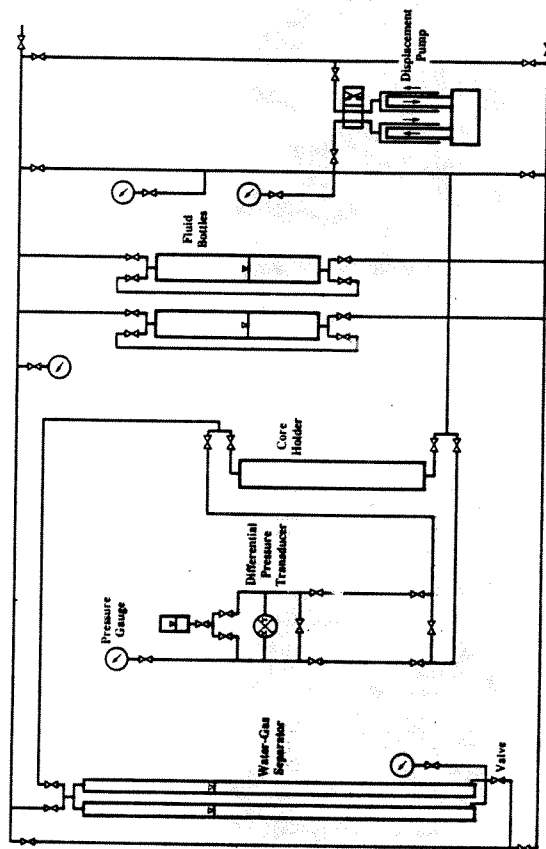 Displacement
Pump
Fluid
Bottles
Core
Holder
Differential
Pressure
Transducer
Pressure
Gauge
Water-Gas
Separator
Valve